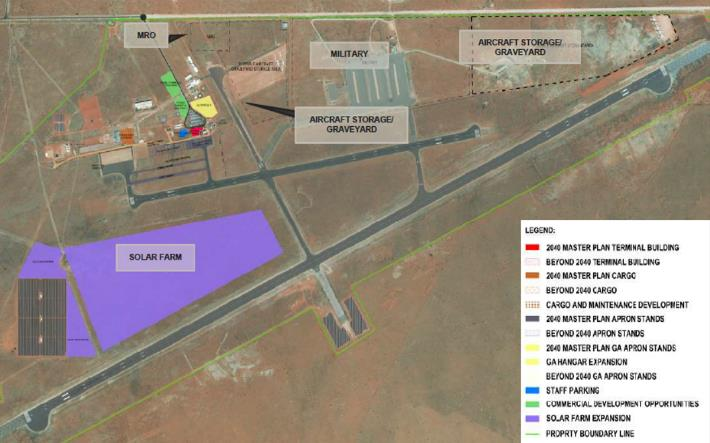 MRO
MILITARY
AIRCRAFT STORAGE/
GRAVEYARD
AIRCRAFT STORAGE/
GRAVEYARD
SOLAR FARM
LEGEND:
2040 MASTER PLAN TERMINAL BUILDING
BEYOND 2040 TERMINAL BUILDING
2040 MASTER PLAN CARGO
BEYOND 2040 CARGO
CARGO AND MAINTENANCE DEVELOPMENT
2040 MASTER PLAN APRON STANDS
BEYOND 2040 APRON STANDS
2040 MASTER PLAN GA APRON STANDS
GA HANGAR EXPANSION
BEYOND 2040 GA APRON STANDS
STAFF PARKING
COMMERCIAL DEVELOPMENT OPPORTUNITIES
SOLAR FARM EXPANSION
PROPRTY BOUNDARY LINE